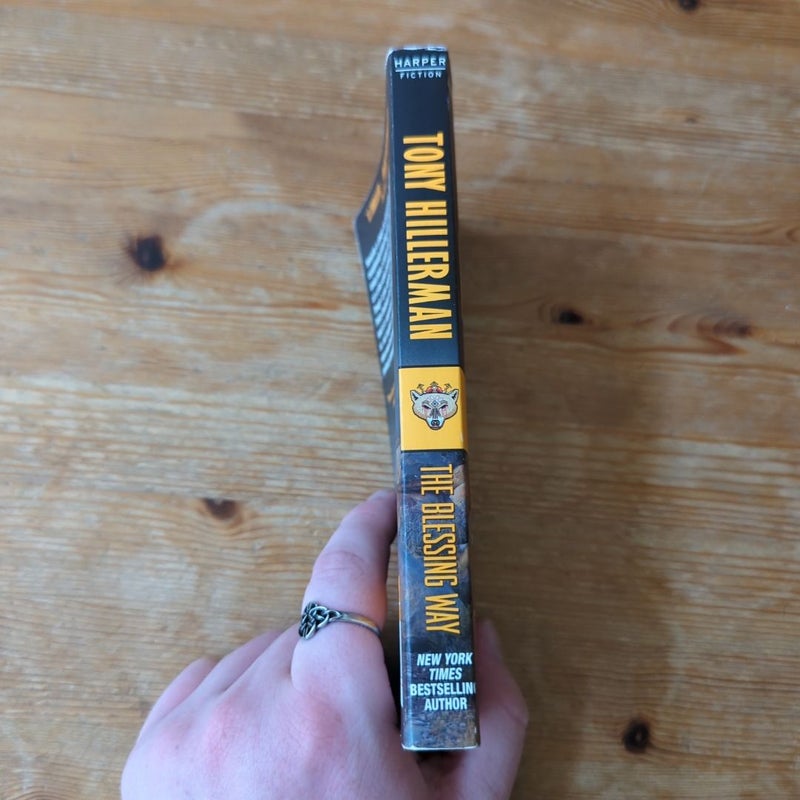 HARPER
FICTION
TONY HILLERMAN
THE BLESSING WAY
NEW YORK
TIMES
BESTSELLING
AUTHOR